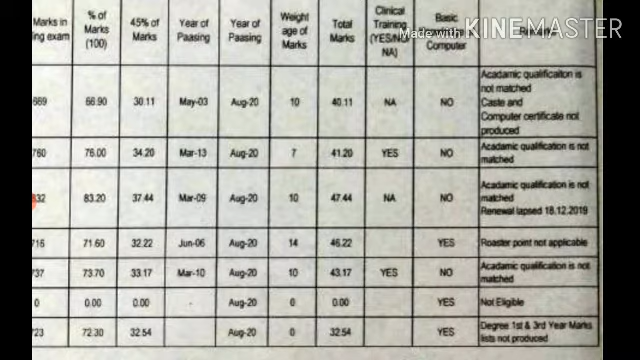 Made with KINEMASTER
Marks in
ing exam
% of
Marks
(100)
45% of
Marks
Year of
Paasing
Year of
Paasing
Weight
age of
Marks
Total
Marks
Clinical
Training
(YES/NO/
NA)
Basic
Computer
669 66.90 30.11 May-03 Aug-20 10 40.11 NA NO
Acadamic qualificaiton is
not matched
Caste and
Computer certificate not
produced
760 76.00 34.20 Mar-13 Aug-20 7 41.20 YES NO
Acadamic qualification is not
matched
832 83.20 37.44 Mar-09 Aug-20 10 47.44 NA NO
Acadamic qualification is not
matched
Renewal lapsed 18.12.2019
716 71.60 32.22 Jun-06 Aug-20 14 46.22 YES Roaster point not applicable
737 73.70 33.17 Mar-10 Aug-20 10 43.17 YES NO
Acadamic qualification is not
matched
0 0.00 0.00 - Aug-20 0 0.00 YES Not Eligible
723 72.30 32.54 Aug-20 0 32.54 YES
Degree 1st & 3rd Year Marks
lists not produced